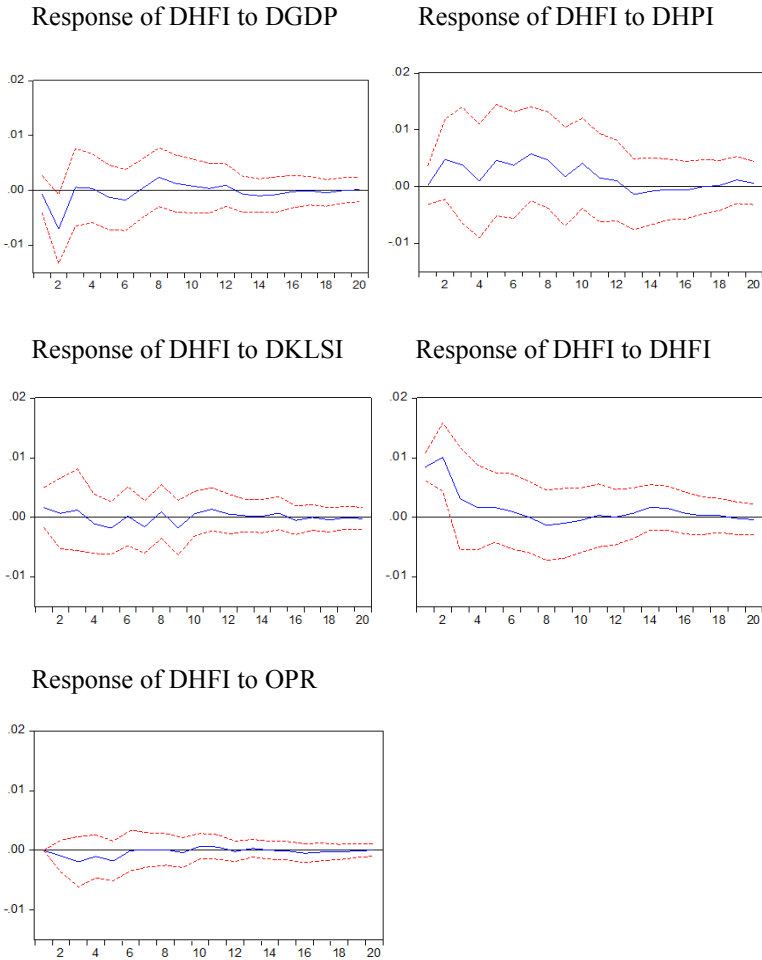 Response of DHFI to DGDP
Response of DHFI to DHPI
.02
.01
.00
-.01
2 4 6 8 10 12 14 16 18 20
.02
.01
.00
-.01
2 4 6 8 10 12 14 16 18 20
Response of DHFI to DKLSI
Response of DHFI to DHFI
.02
.01
.00
-.01
2 4 6 8 10 12 14 16 18 20
.02
.01
.00
-.01
2 4 6 8 10 12 14 16 18 20
Response of DHFI to OPR
.02
.01
.00
-.01
2 4 6 8 10 12 14 16 18 20